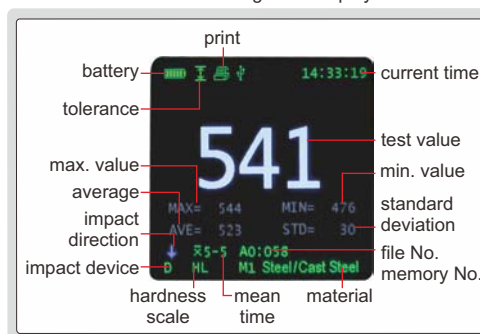 print
battery
14:33:19
current time
tolerance
541
test value
max. value
min. value
MAX= 544 MIN= 476
average
standard
deviation
AVE= 523 STD= 30
impact
direction
x̅5-5 A0:058
file No.
memory No.
impact device
D HL M1 Steel/Cast Steel
hardness
scale
mean
time
material